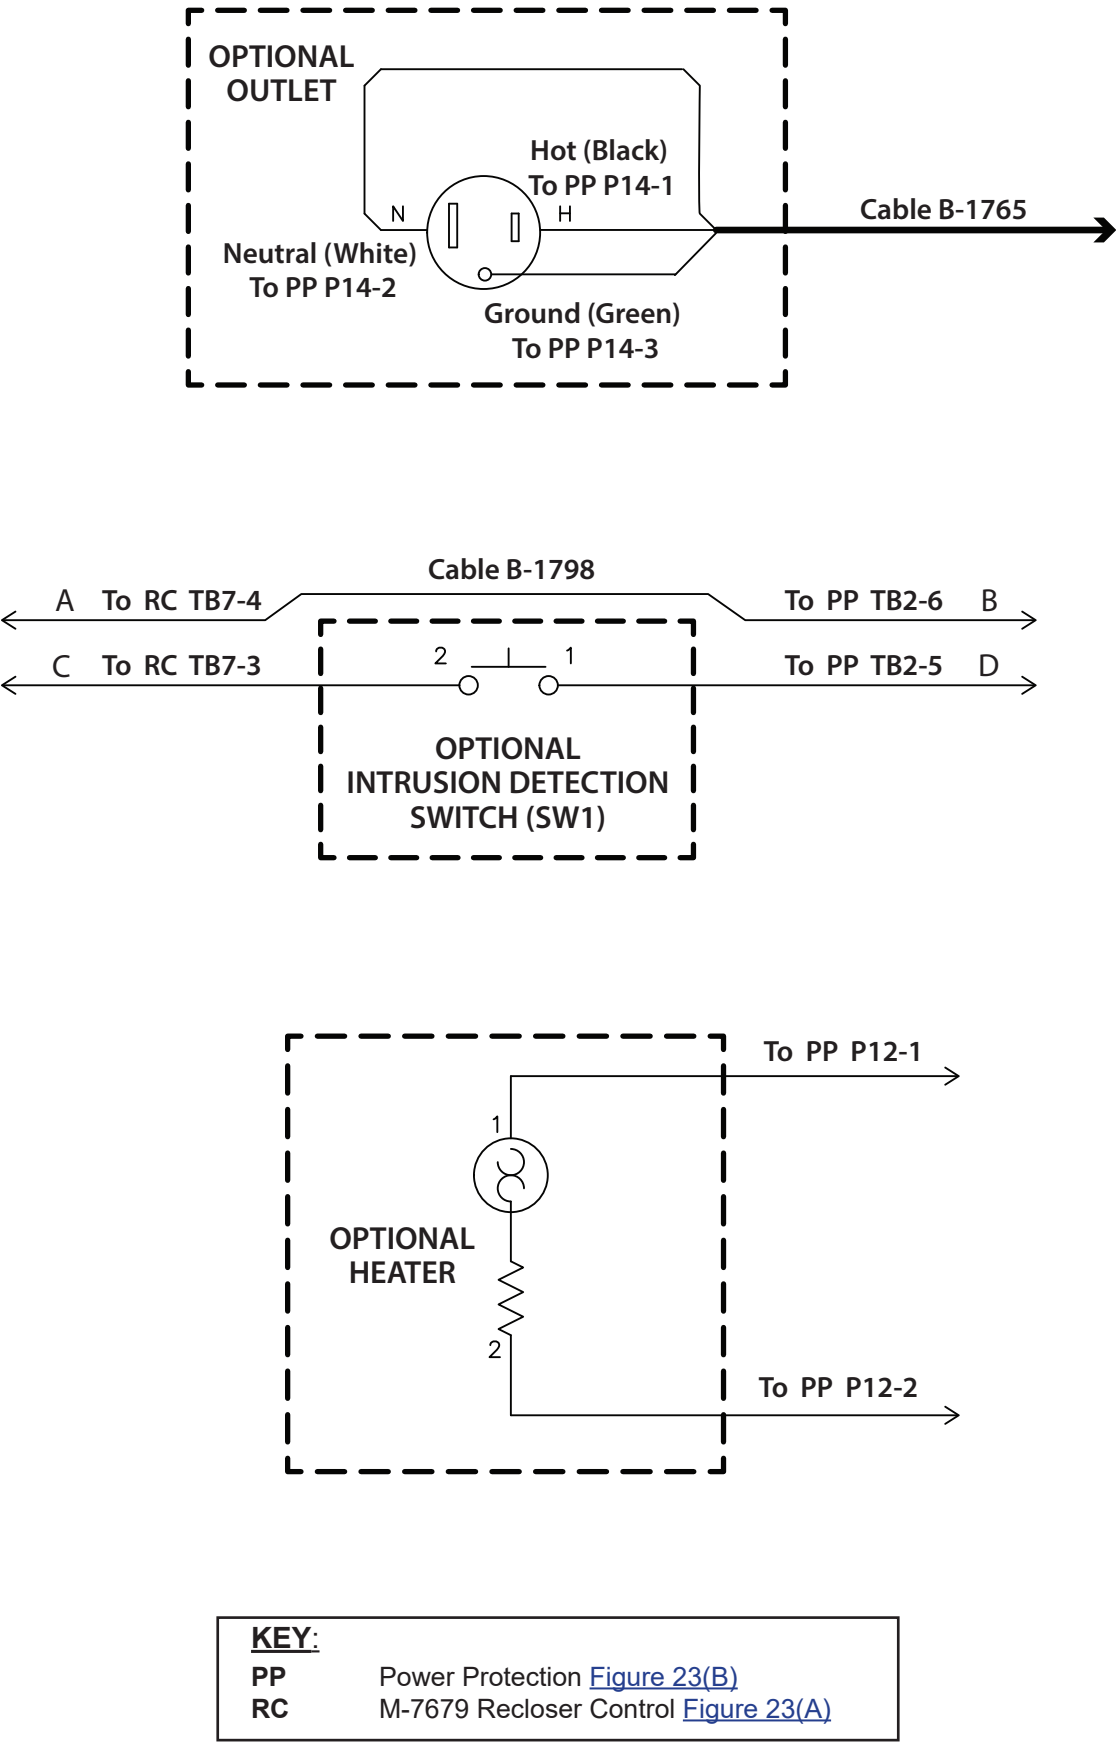 OPTIONAL
OUTLET
Hot (Black)
To PP P14-1
N
H
Cable B-1765
Neutral (White)
To PP P14-2
Ground (Green)
To PP P14-3
Cable B-1798
A To RC TB7-4
To PP TB2-6 B
C To RC TB7-3
2 1
To PP TB2-5 D
OPTIONAL
INTRUSION DETECTION
SWITCH (SW1)
To PP P12-1
1
OPTIONAL
HEATER
2
To PP P12-2
KEY:
PP Power Protection Figure 23(B)
RC M-7679 Recloser Control Figure 23(A)